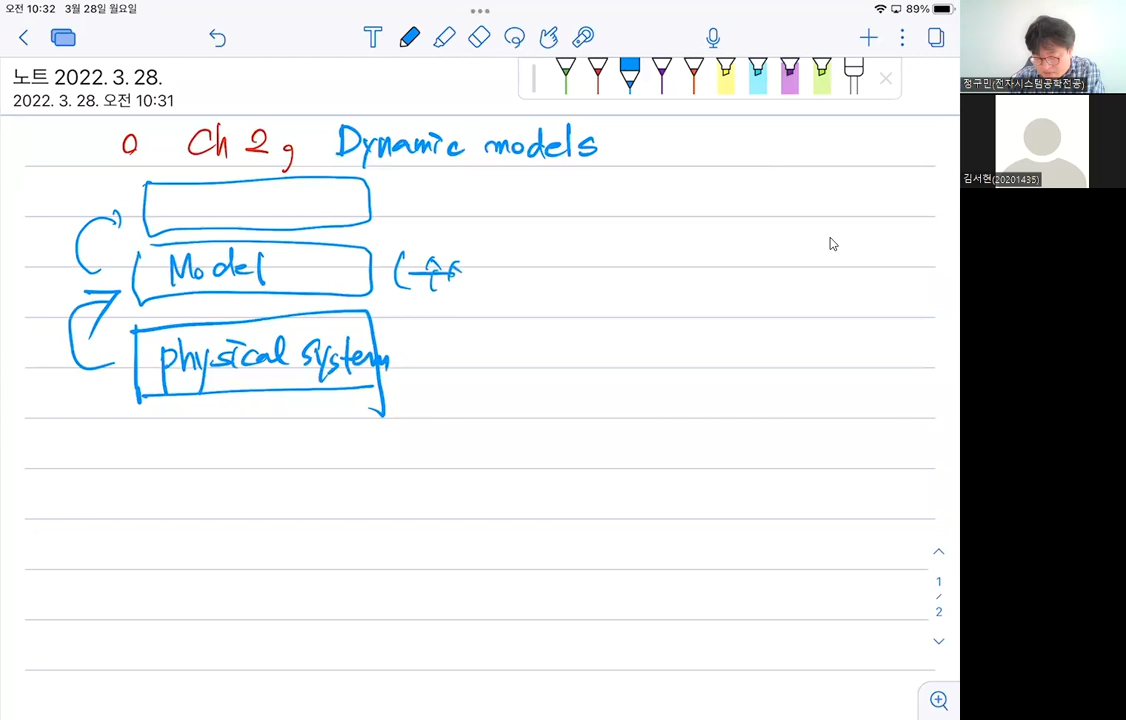 오전 10:32 3월 28일 월요일
89%
T
노트 2022. 3. 28.
2022. 3. 28. 오전 10:31
정구민(전자시스템공학전공)
김서현(20201435)
o Ch 2, Dynamic models
Model (수
physical system
1
/
2